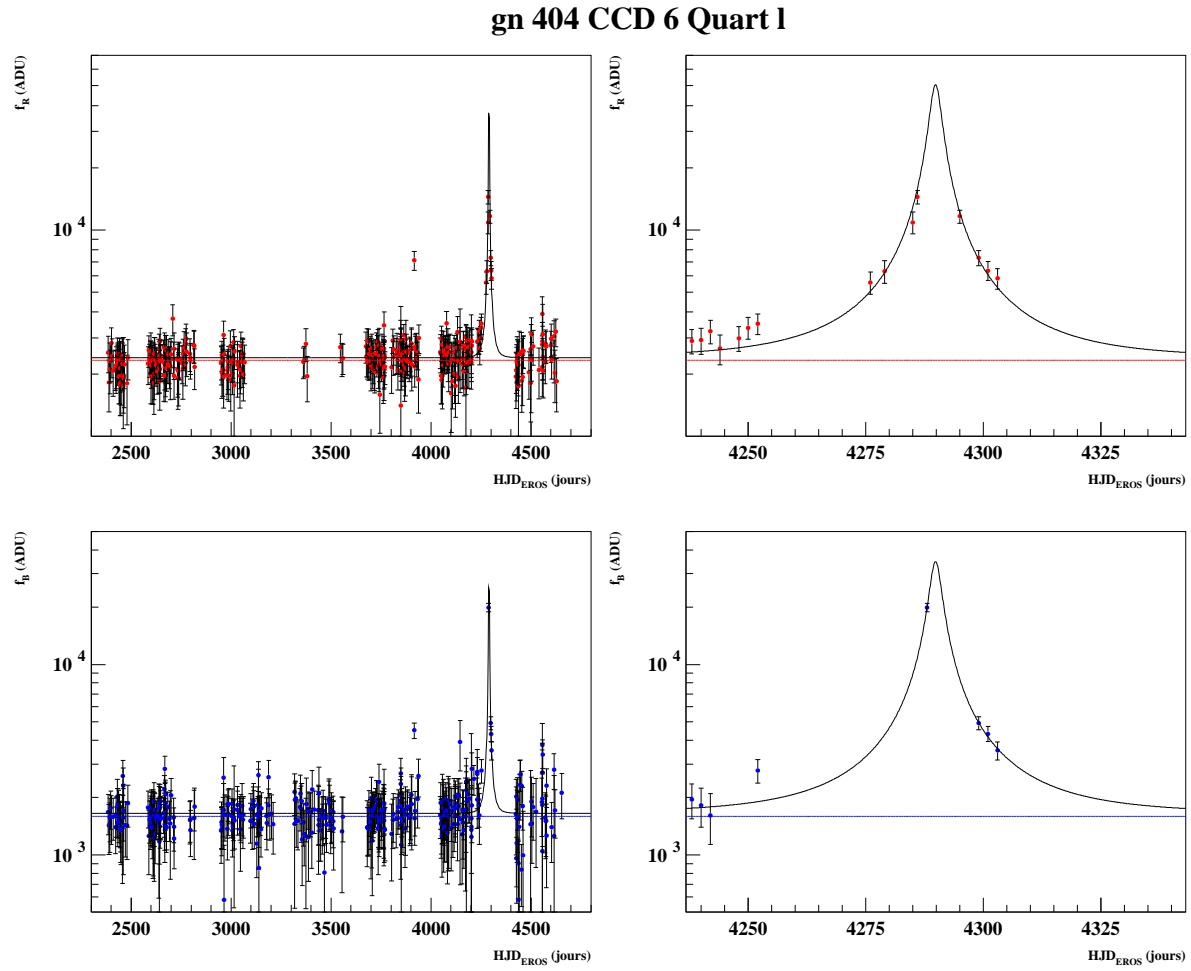 gn 404 CCD 6 Quart l
f_R (ADU)
10^4
2500 3000 3500 4000 4500
HJD_EROS (jours)
f_R (ADU)
10^4
4250 4275 4300 4325
HJD_EROS (jours)
f_B (ADU)
10^4
10^3
2500 3000 3500 4000 4500
HJD_EROS (jours)
f_B (ADU)
10^4
10^3
4250 4275 4300 4325
HJD_EROS (jours)